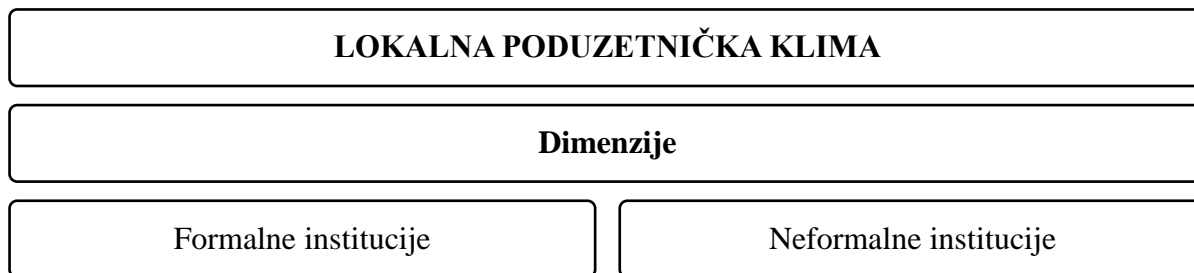 LOKALNA PODUZETNIČKA KLIMA
Dimenzije
Formalne institucije
Neformalne institucije